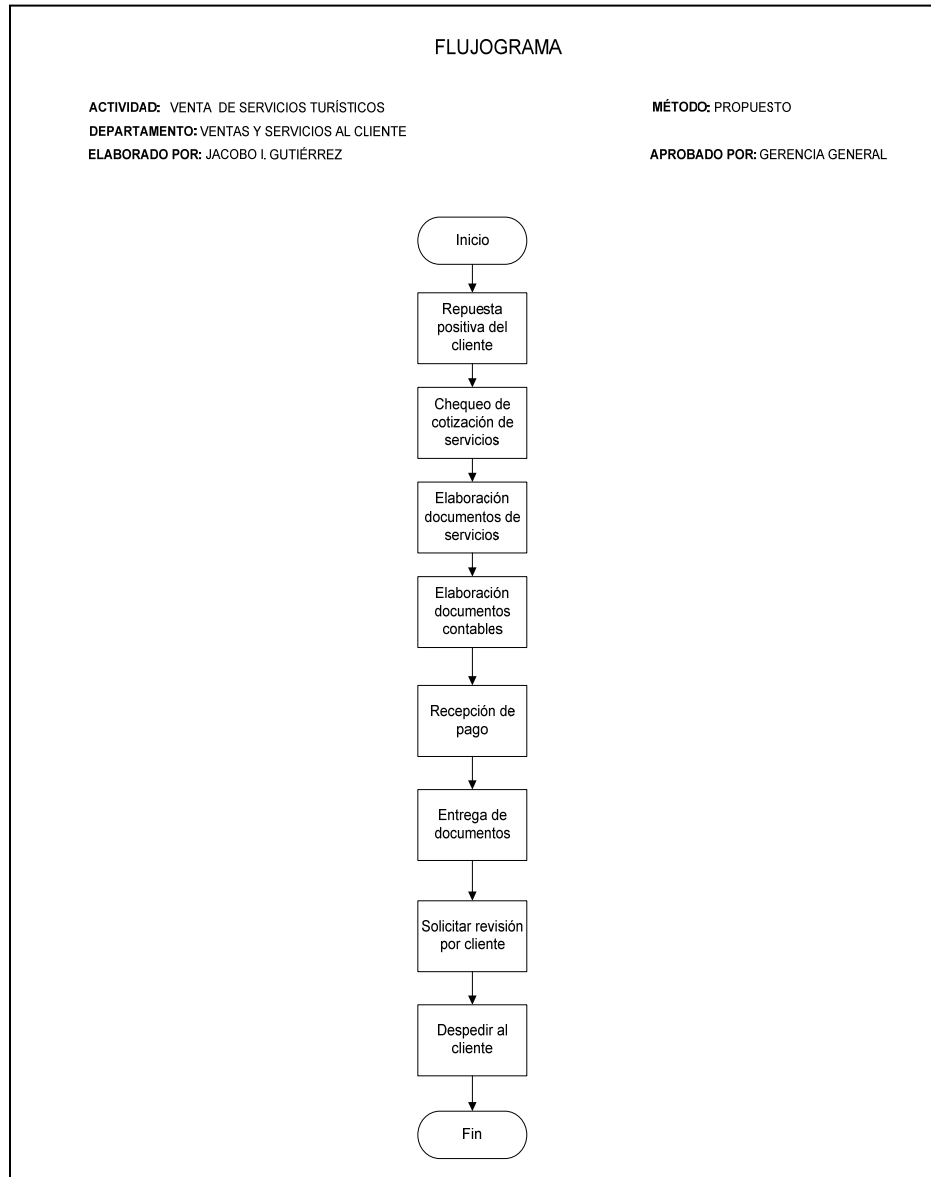 FLUJOGRAMA
ACTIVIDAD: VENTA DE SERVICIOS TURÍSTICOS
MÉTODO: PROPUESTO
DEPARTAMENTO: VENTAS Y SERVICIOS AL CLIENTE
ELABORADO POR: JACOBO I. GUTIÉRREZ
APROBADO POR: GERENCIA GENERAL
Inicio
Repuesta
positiva del
cliente
Chequeo de
cotización de
servicios
Elaboración
documentos de
servicios
Elaboración
documentos
contables
Recepción de
pago
Entrega de
documentos
Solicitar revisión
por cliente
Despedir al
cliente
Fin